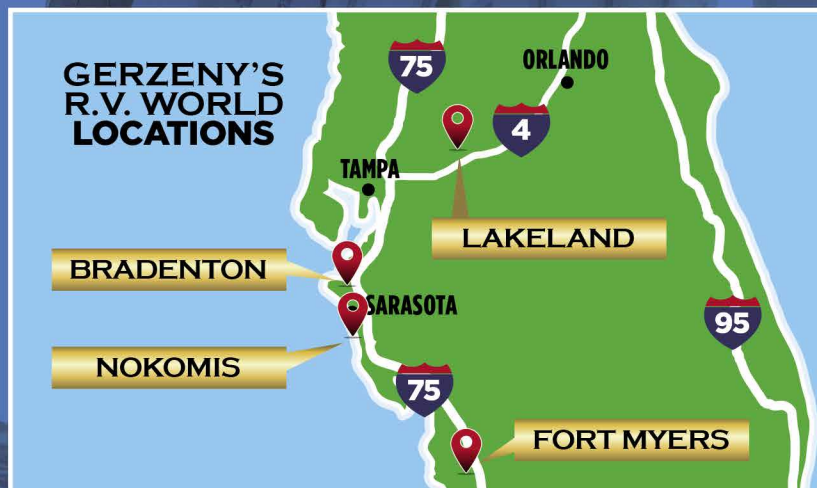 GERZENY'S
R.V. WORLD
LOCATIONS
75
ORLANDO
4
TAMPA
LAKELAND
BRADENTON
SARASOTA
95
NOKOMIS
75
FORT MYERS